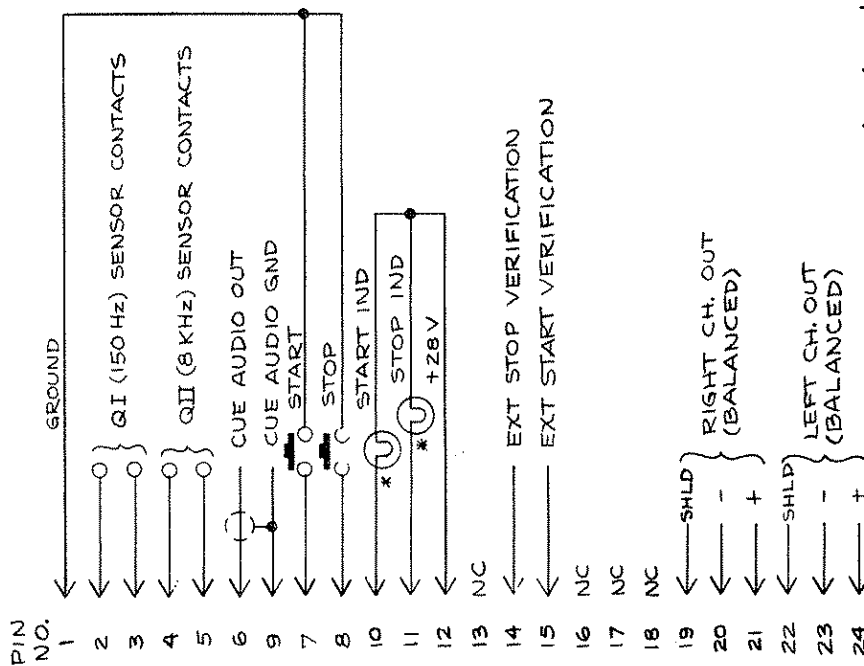 PIN
NO.
1 GROUND
2
3
QI (150 Hz) SENSOR CONTACTS
4
5
QII (8 KHz) SENSOR CONTACTS
6 CUE AUDIO OUT
9 CUE AUDIO GND
7 START
8 STOP
10 * START IND
11 * STOP IND
12 +28V
13 NC
14 EXT STOP VERIFICATION
15 EXT START VERIFICATION
16 NC
17 NC
18 NC
19 SHLD
20 -
21 +
RIGHT CH. OUT
(BALANCED)
22 SHLD
23 -
24 +
LEFT CH. OUT
(BALANCED)